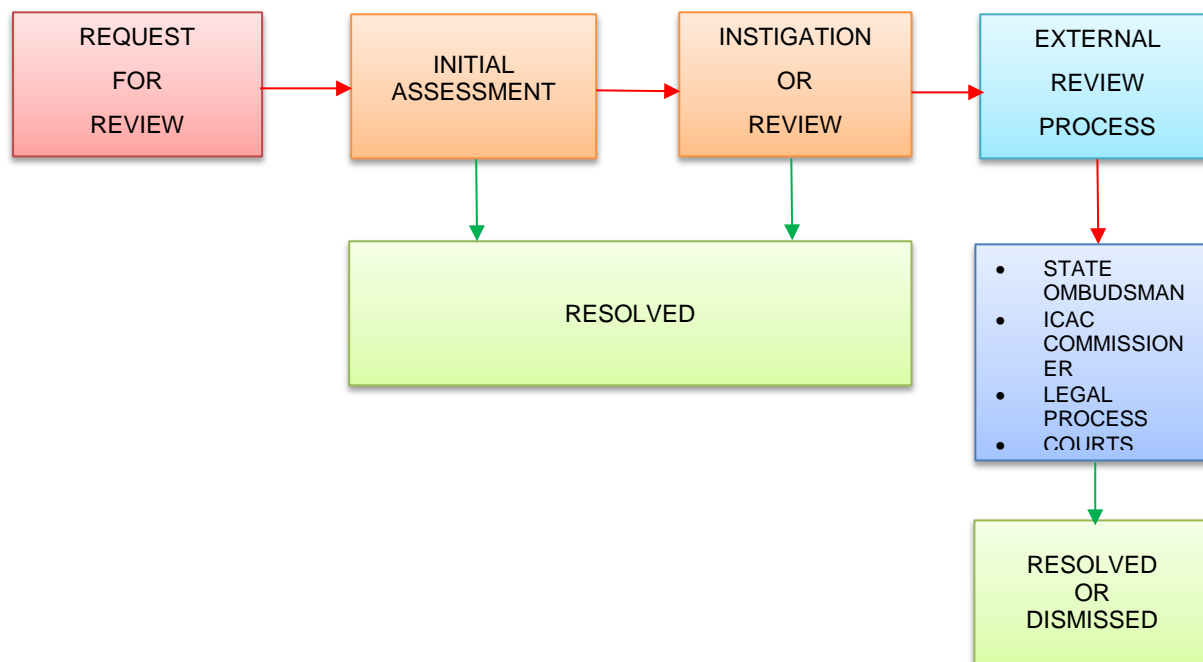 REQUEST
FOR
REVIEW
INITIAL
ASSESSMENT
INSTIGATION
OR
REVIEW
EXTERNAL
REVIEW
PROCESS
RESOLVED
• STATE
OMBUDSMAN
• ICAC
COMMISSION
ER
• LEGAL
PROCESS
• COURTS
RESOLVED
OR
DISMISSED